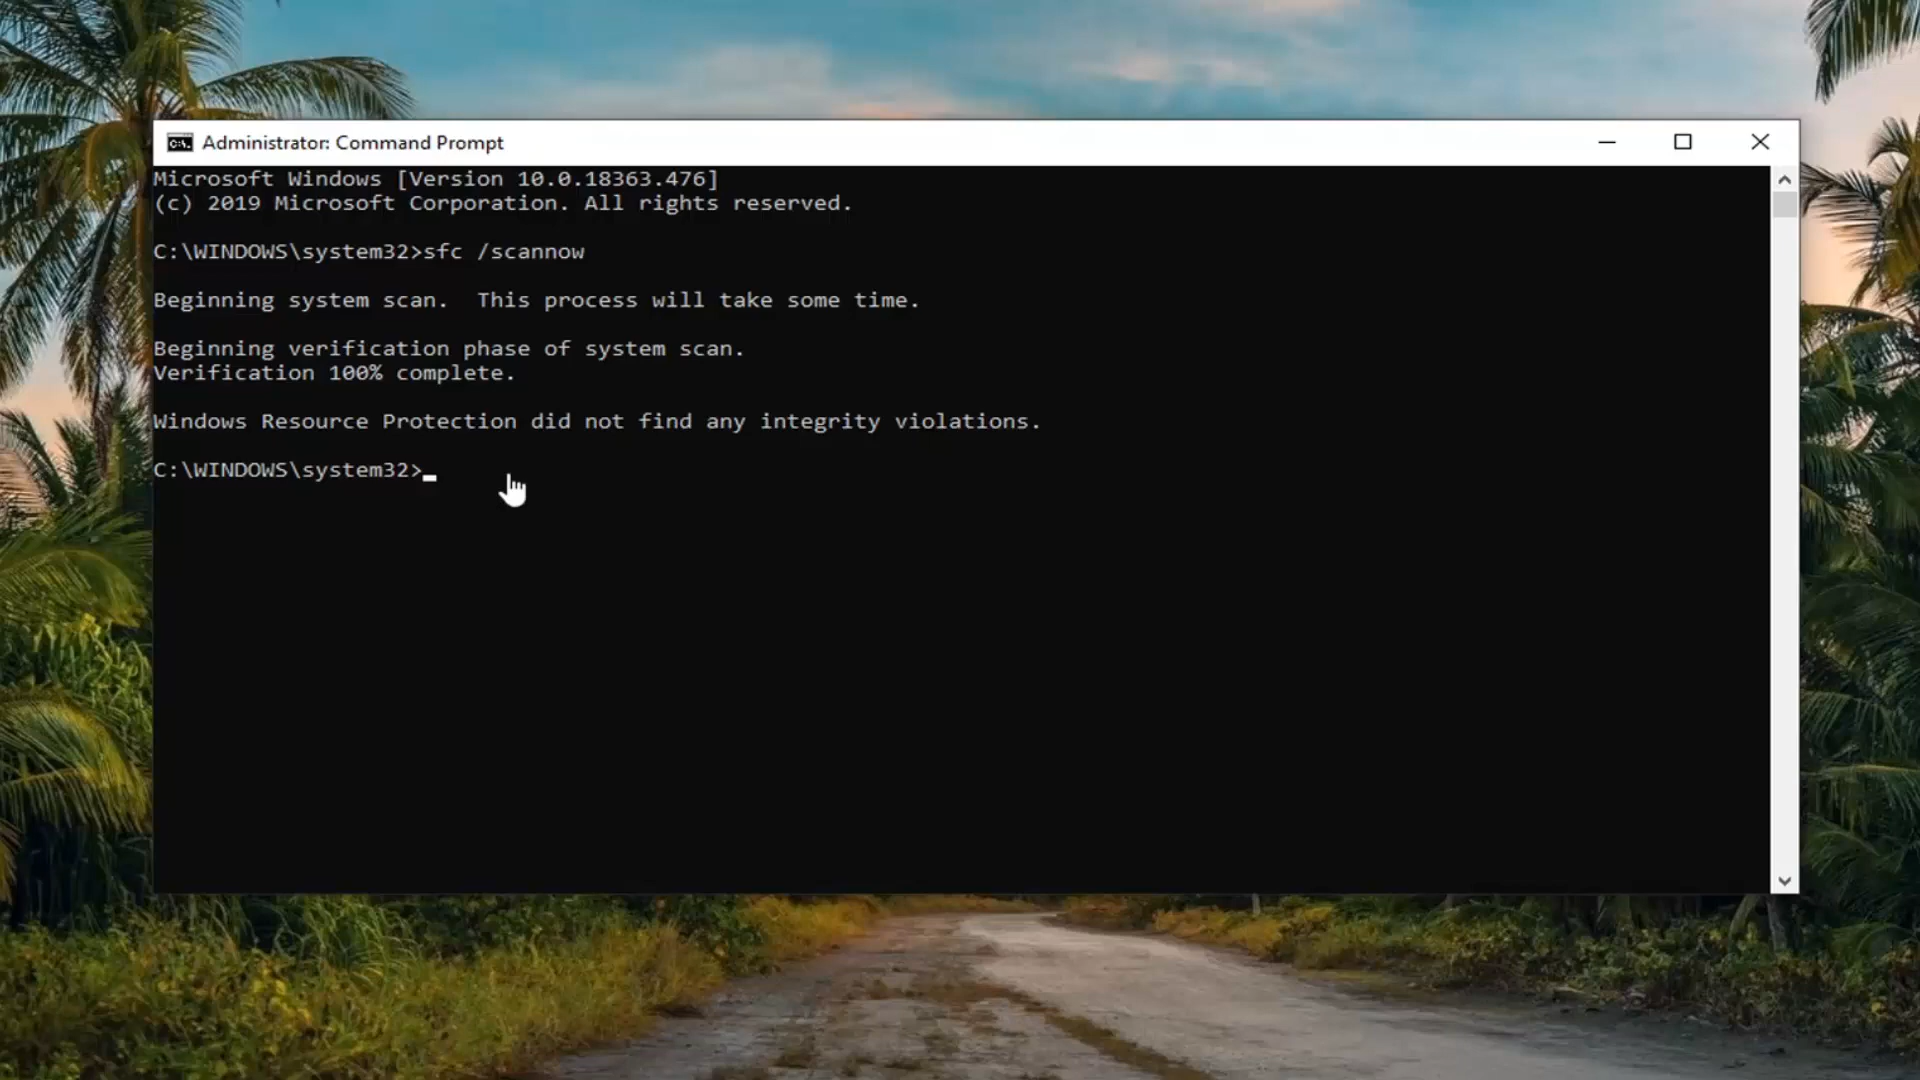 Administrator: Command Prompt
Microsoft Windows [Version 10.0.18363.476]
(c) 2019 Microsoft Corporation. All rights reserved.
C:\WINDOWS\system32>sfc /scannow
Beginning system scan.  This process will take some time.
Beginning verification phase of system scan.
Verification 100% complete.
Windows Resource Protection did not find any integrity violations.
C:\WINDOWS\system32>